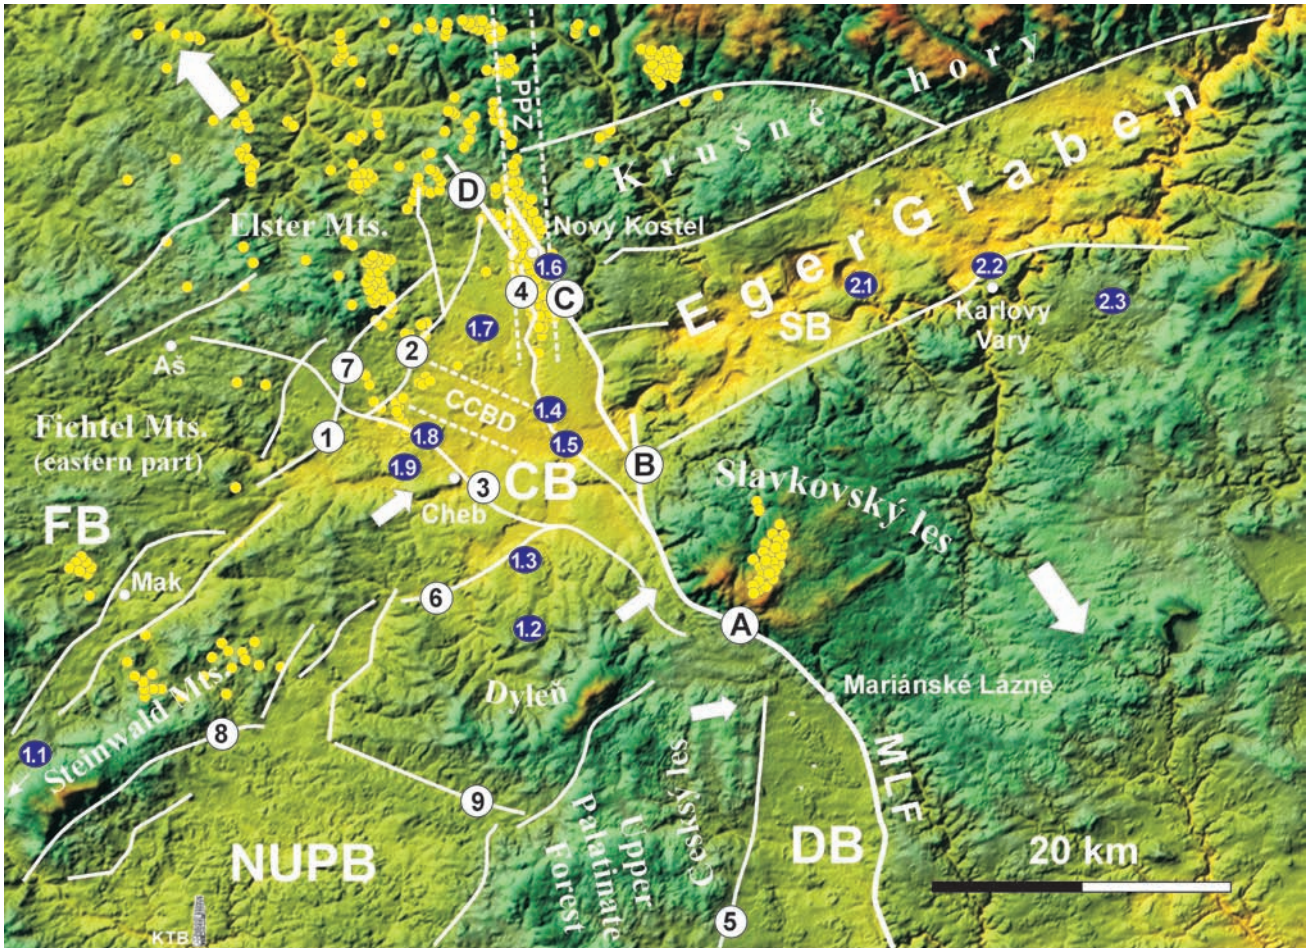 PPZ
Krušné hory
D
Elster Mts.
Nový Kostel
1.6
Eger Graben
2.2
2.1
4
C
Karlovy
Vary
2.3
1.7
SB
Aš
2
7
CCBD
1.4
Fichtel Mts.
(eastern part)
1
1.8
1.5
1.9
B
CB
3
Cheb
Slavkovský les
FB
Mak
1.3
6
1.2
A
Dyleň
Mariánské Lázně
Steinwald Mts.
8
1.1
MLF
9
Český les
Upper
Palatinate
Forest
NUPB
DB
20 km
5
KTB